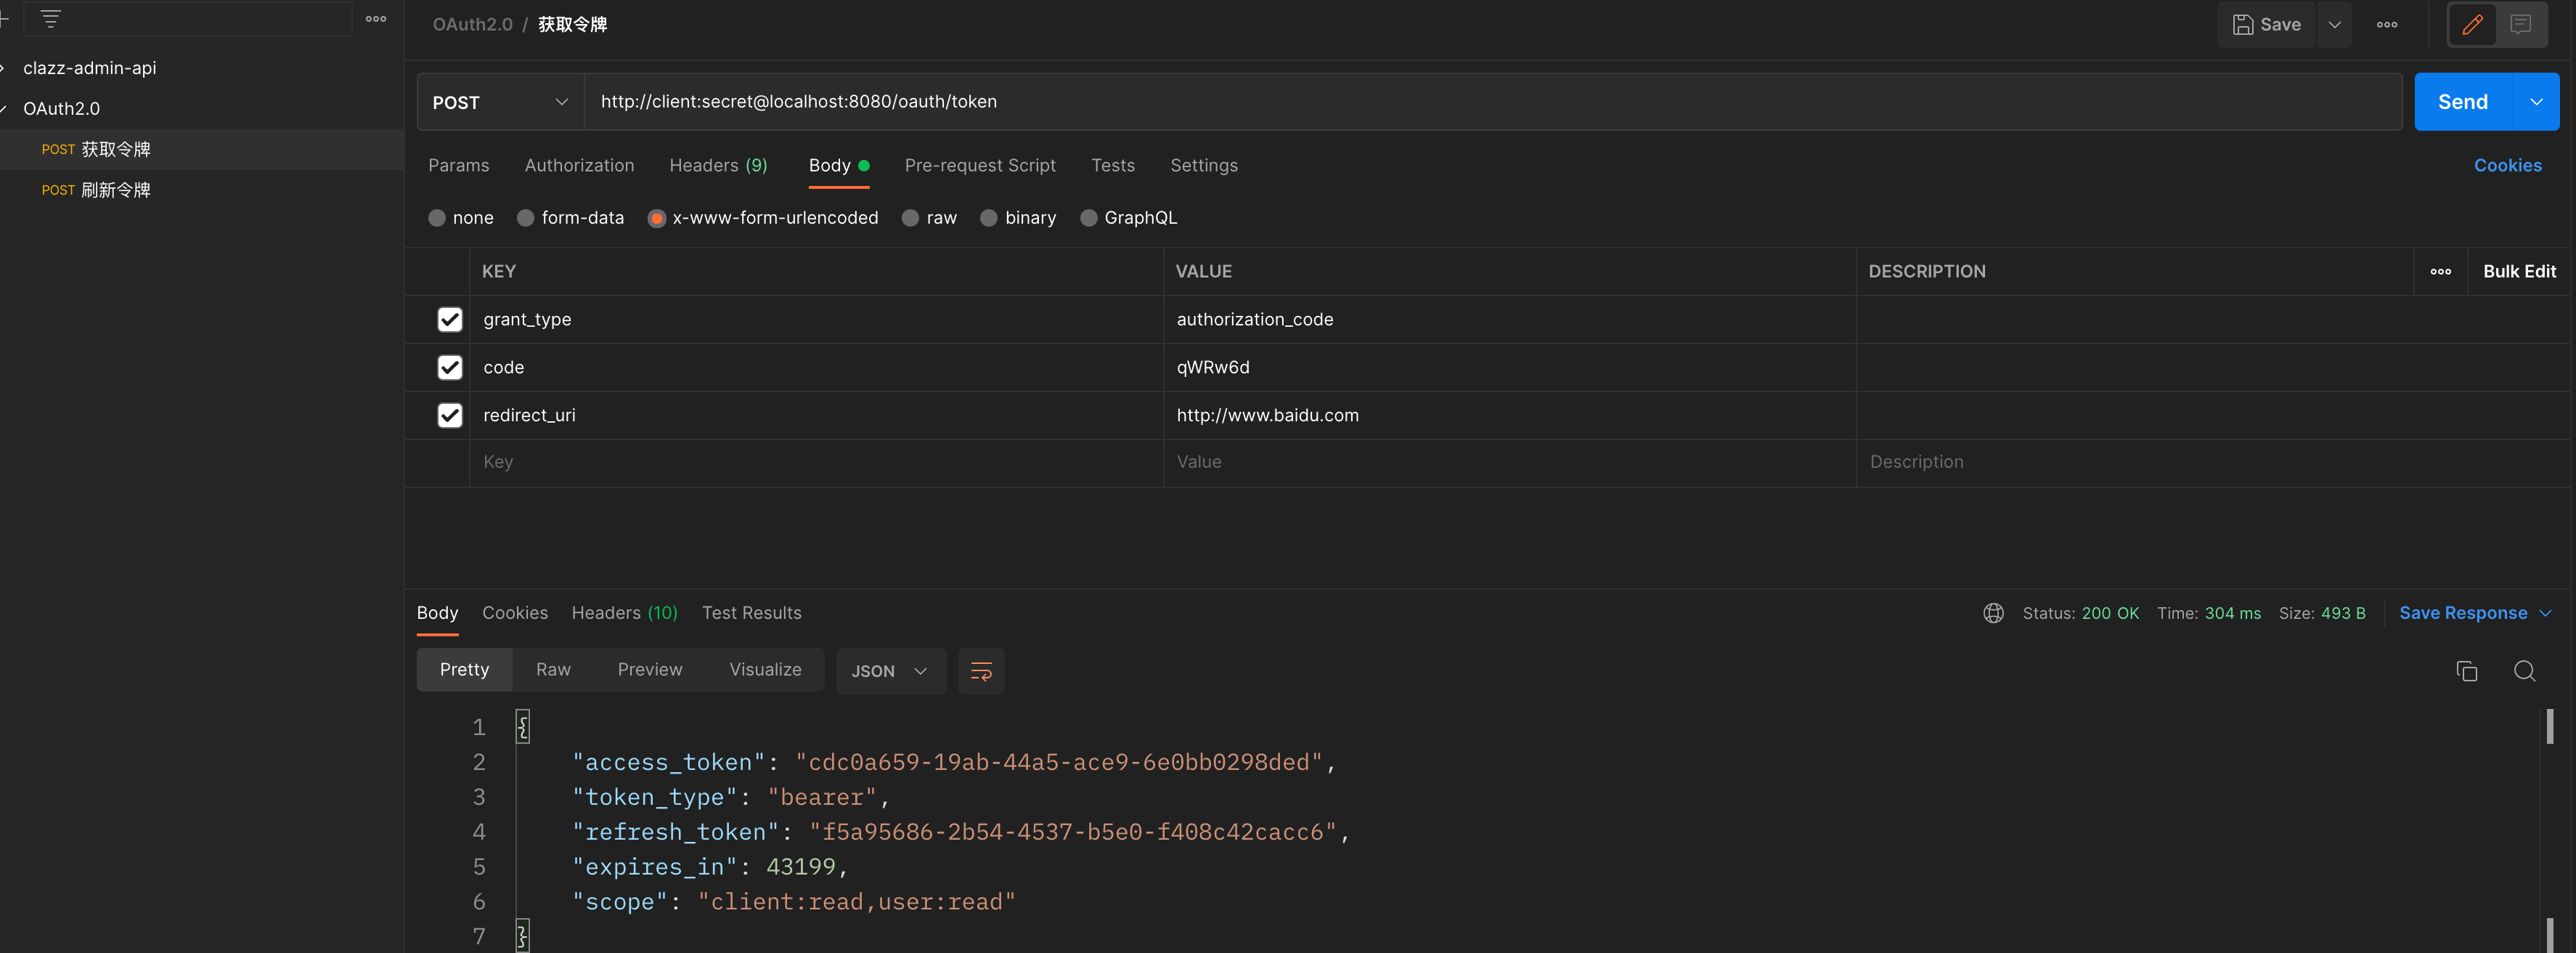 clazz-admin-api
OAuth2.0
POST 获取令牌
POST 刷新令牌
OAuth2.0 / 获取令牌
Save
POST
http://client:secret@localhost:8080/oauth/token
Send
Params Authorization Headers (9) Body Pre-request Script Tests Settings Cookies
none form-data x-www-form-urlencoded raw binary GraphQL
KEY VALUE DESCRIPTION Bulk Edit
grant_type authorization_code
code qWRw6d
redirect_uri http://www.baidu.com
Key Value Description
Body Cookies Headers (10) Test Results Status: 200 OK Time: 304 ms Size: 493 B Save Response
Pretty Raw Preview Visualize JSON
1 {
2 "access_token": "cdc0a659-19ab-44a5-ace9-6e0bb0298ded",
3 "token_type": "bearer",
4 "refresh_token": "f5a95686-2b54-4537-b5e0-f408c42cacc6",
5 "expires_in": 43199,
6 "scope": "client:read,user:read"
7 }